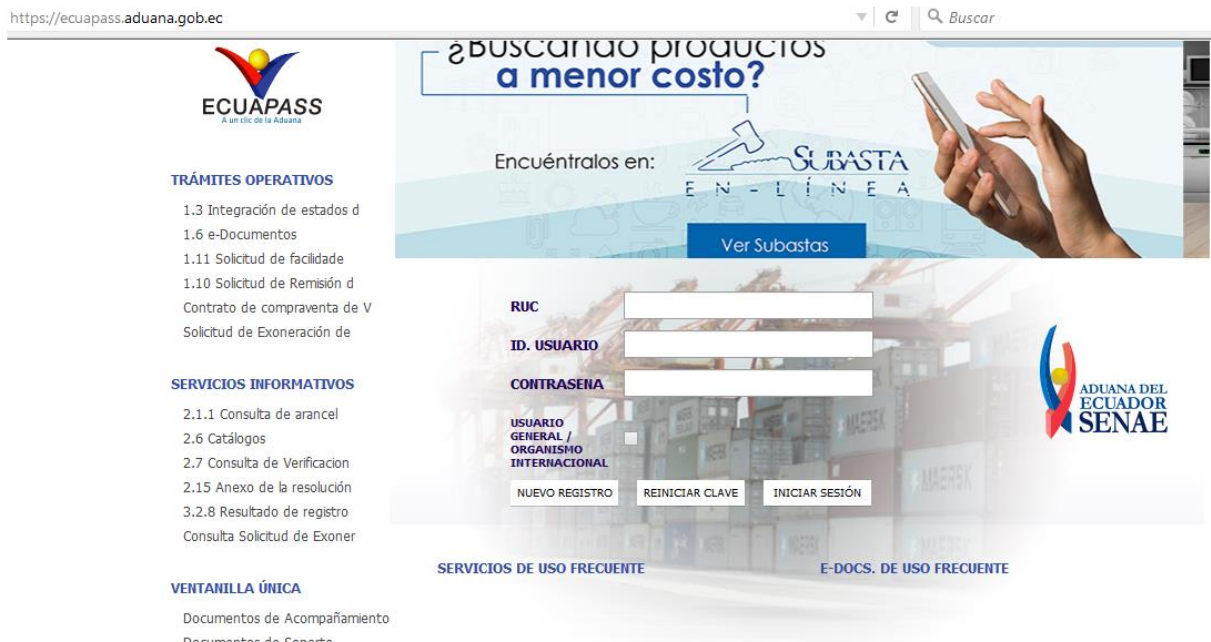 https://ecuapass.aduana.gob.ec
Buscar
ECUAPASS
A un clic de la Aduana
¿Buscando productos
a menor costo?
Encuéntralos en:
SUBASTA
EN-LÍNEA
Ver Subastas
TRÁMITES OPERATIVOS
1.3 Integración de estados d
1.6 e-Documentos
1.11 Solicitud de facilidade
1.10 Solicitud de Remisión d
Contrato de compraventa de V
Solicitud de Exoneración de
SERVICIOS INFORMATIVOS
2.1.1 Consulta de arancel
2.6 Catálogos
2.7 Consulta de Verificacion
2.15 Anexo de la resolución
3.2.8 Resultado de registro
Consulta Solicitud de Exoner
VENTANILLA ÚNICA
Documentos de Acompañamiento
Documentos de Soporte
RUC
ID. USUARIO
CONTRASENA
USUARIO
GENERAL /
ORGANISMO
INTERNACIONAL
NUEVO REGISTRO
REINICIAR CLAVE
INICIAR SESIÓN
ADUANA DEL
ECUADOR
SENAE
MAERSK
MAERSK
SERVICIOS DE USO FRECUENTE
E-DOCS. DE USO FRECUENTE